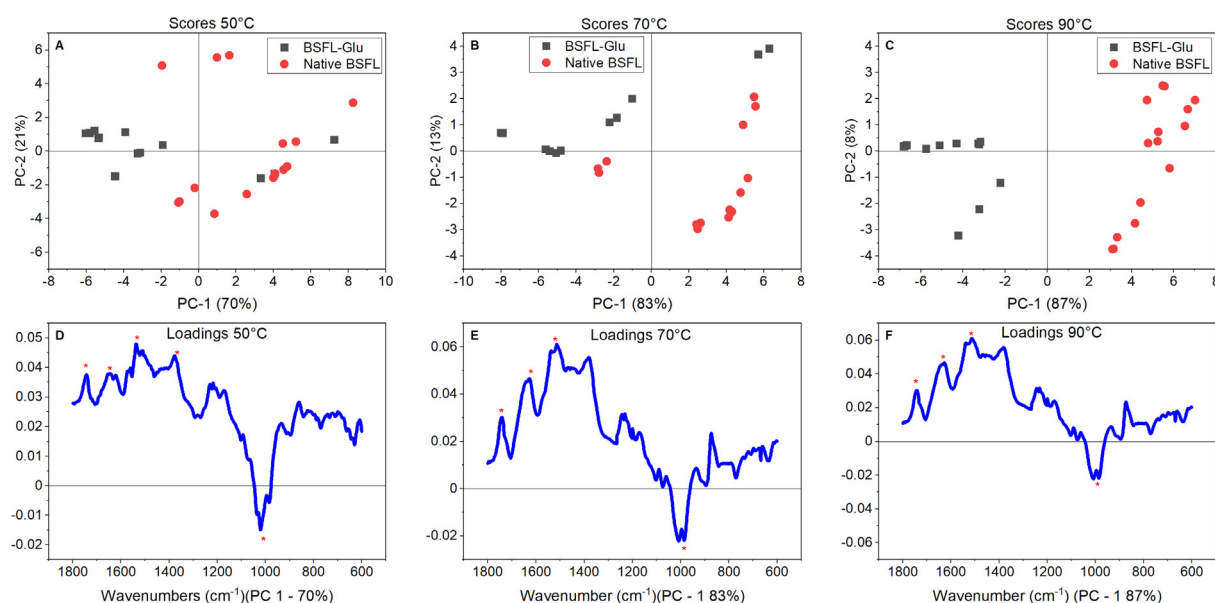 Scores 50°C
A
BSFL-Glu
Native BSFL
PC-2 (21%)
6
4
2
0
-2
-4
-6
-8 -6 -4 -2 0 2 4 6 8 10
PC-1 (70%)
Scores 70°C
B
BSFL-Glu
Native BSFL
PC-2 (13%)
4
3
2
1
0
-1
-2
-3
-4
-10 -8 -6 -4 -2 0 2 4 6 8
PC-1 (83%)
Scores 90°C
C
BSFL-Glu
Native BSFL
PC-2 (8%)
4
3
2
1
0
-1
-2
-3
-4
-8 -6 -4 -2 0 2 4 6 8
PC-1 (87%)
D
Loadings 50°C
0.05
0.04
0.03
0.02
0.01
0
-0.01
-0.02
* * * * *
1800 1600 1400 1200 1000 800 600
Wavenumbers (cm⁻¹)(PC 1 - 70%)
E
Loadings 70°C
0.06
0.04
0.02
0
-0.02
* * * *
1800 1600 1400 1200 1000 800 600
Wavenumber (cm⁻¹)(PC - 1 83%)
F
Loadings 90°C
0.06
0.04
0.02
0
-0.02
-0.04
-0.06
* * * *
1800 1600 1400 1200 1000 800 600
Wavenumber (cm⁻¹)(PC - 1 87%)